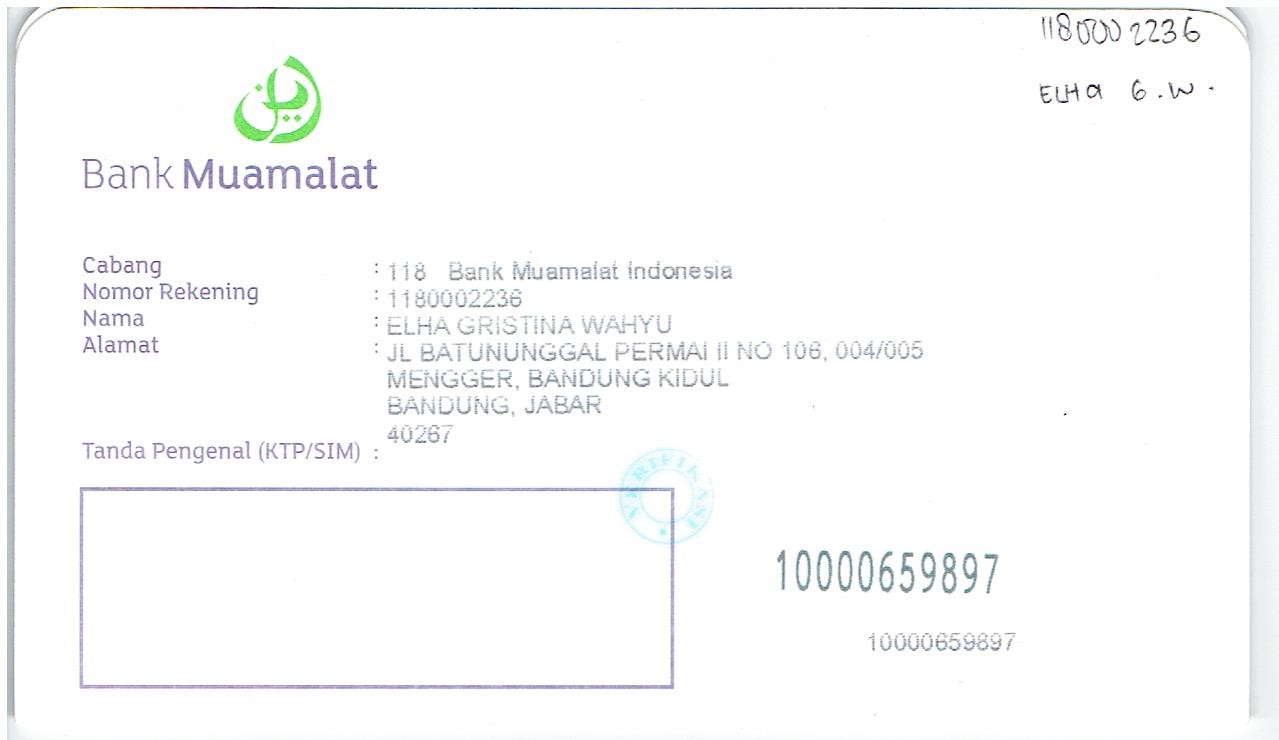 1180002236
ELHA G.W.
Bank Muamalat
Cabang : 118 Bank Muamalat Indonesia
Nomor Rekening : 1180002236
Nama : ELHA GRISTINA WAHYU
Alamat : JL BATUNUNGGAL PERMAI II NO 106, 004/005
MENGGER, BANDUNG KIDUL
BANDUNG, JABAR
40267
Tanda Pengenal (KTP/SIM) :
VERIFIKASI
10000659897
10000659897